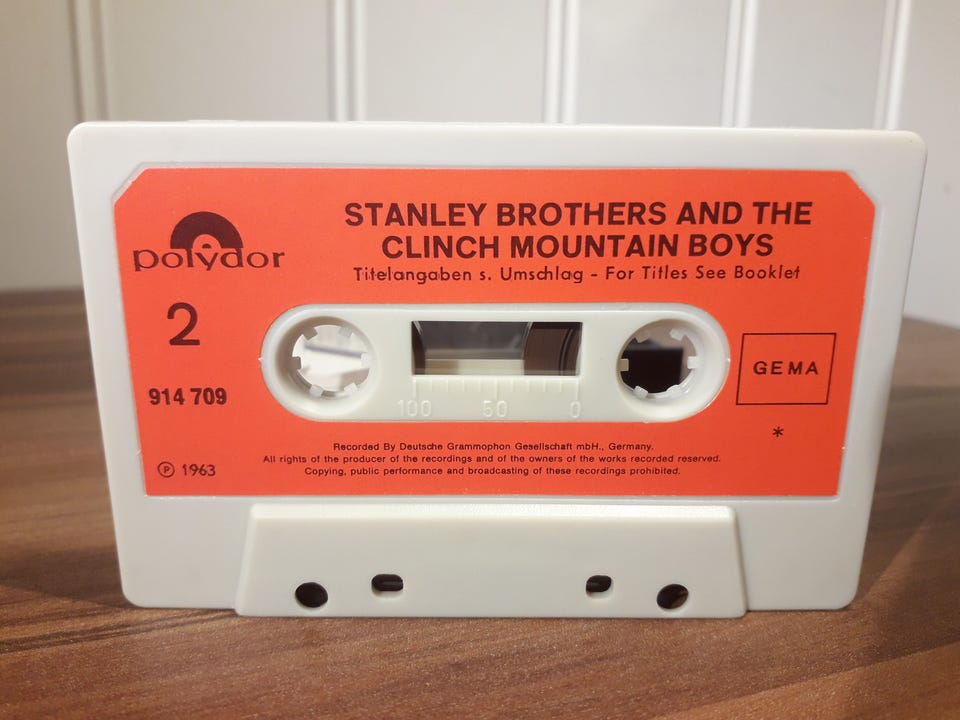 STANLEY BROTHERS AND THE
CLINCH MOUNTAIN BOYS
Titelangaben s. Umschlag - For Titles See Booklet
polydor
2
914 709
100 50 0
GEMA
*
Recorded By Deutsche Grammophon Gesellschaft mbH., Germany.
All rights of the producer of the recordings and of the owners of the works recorded reserved.
Copying, public performance and broadcasting of these recordings prohibited.
℗ 1963